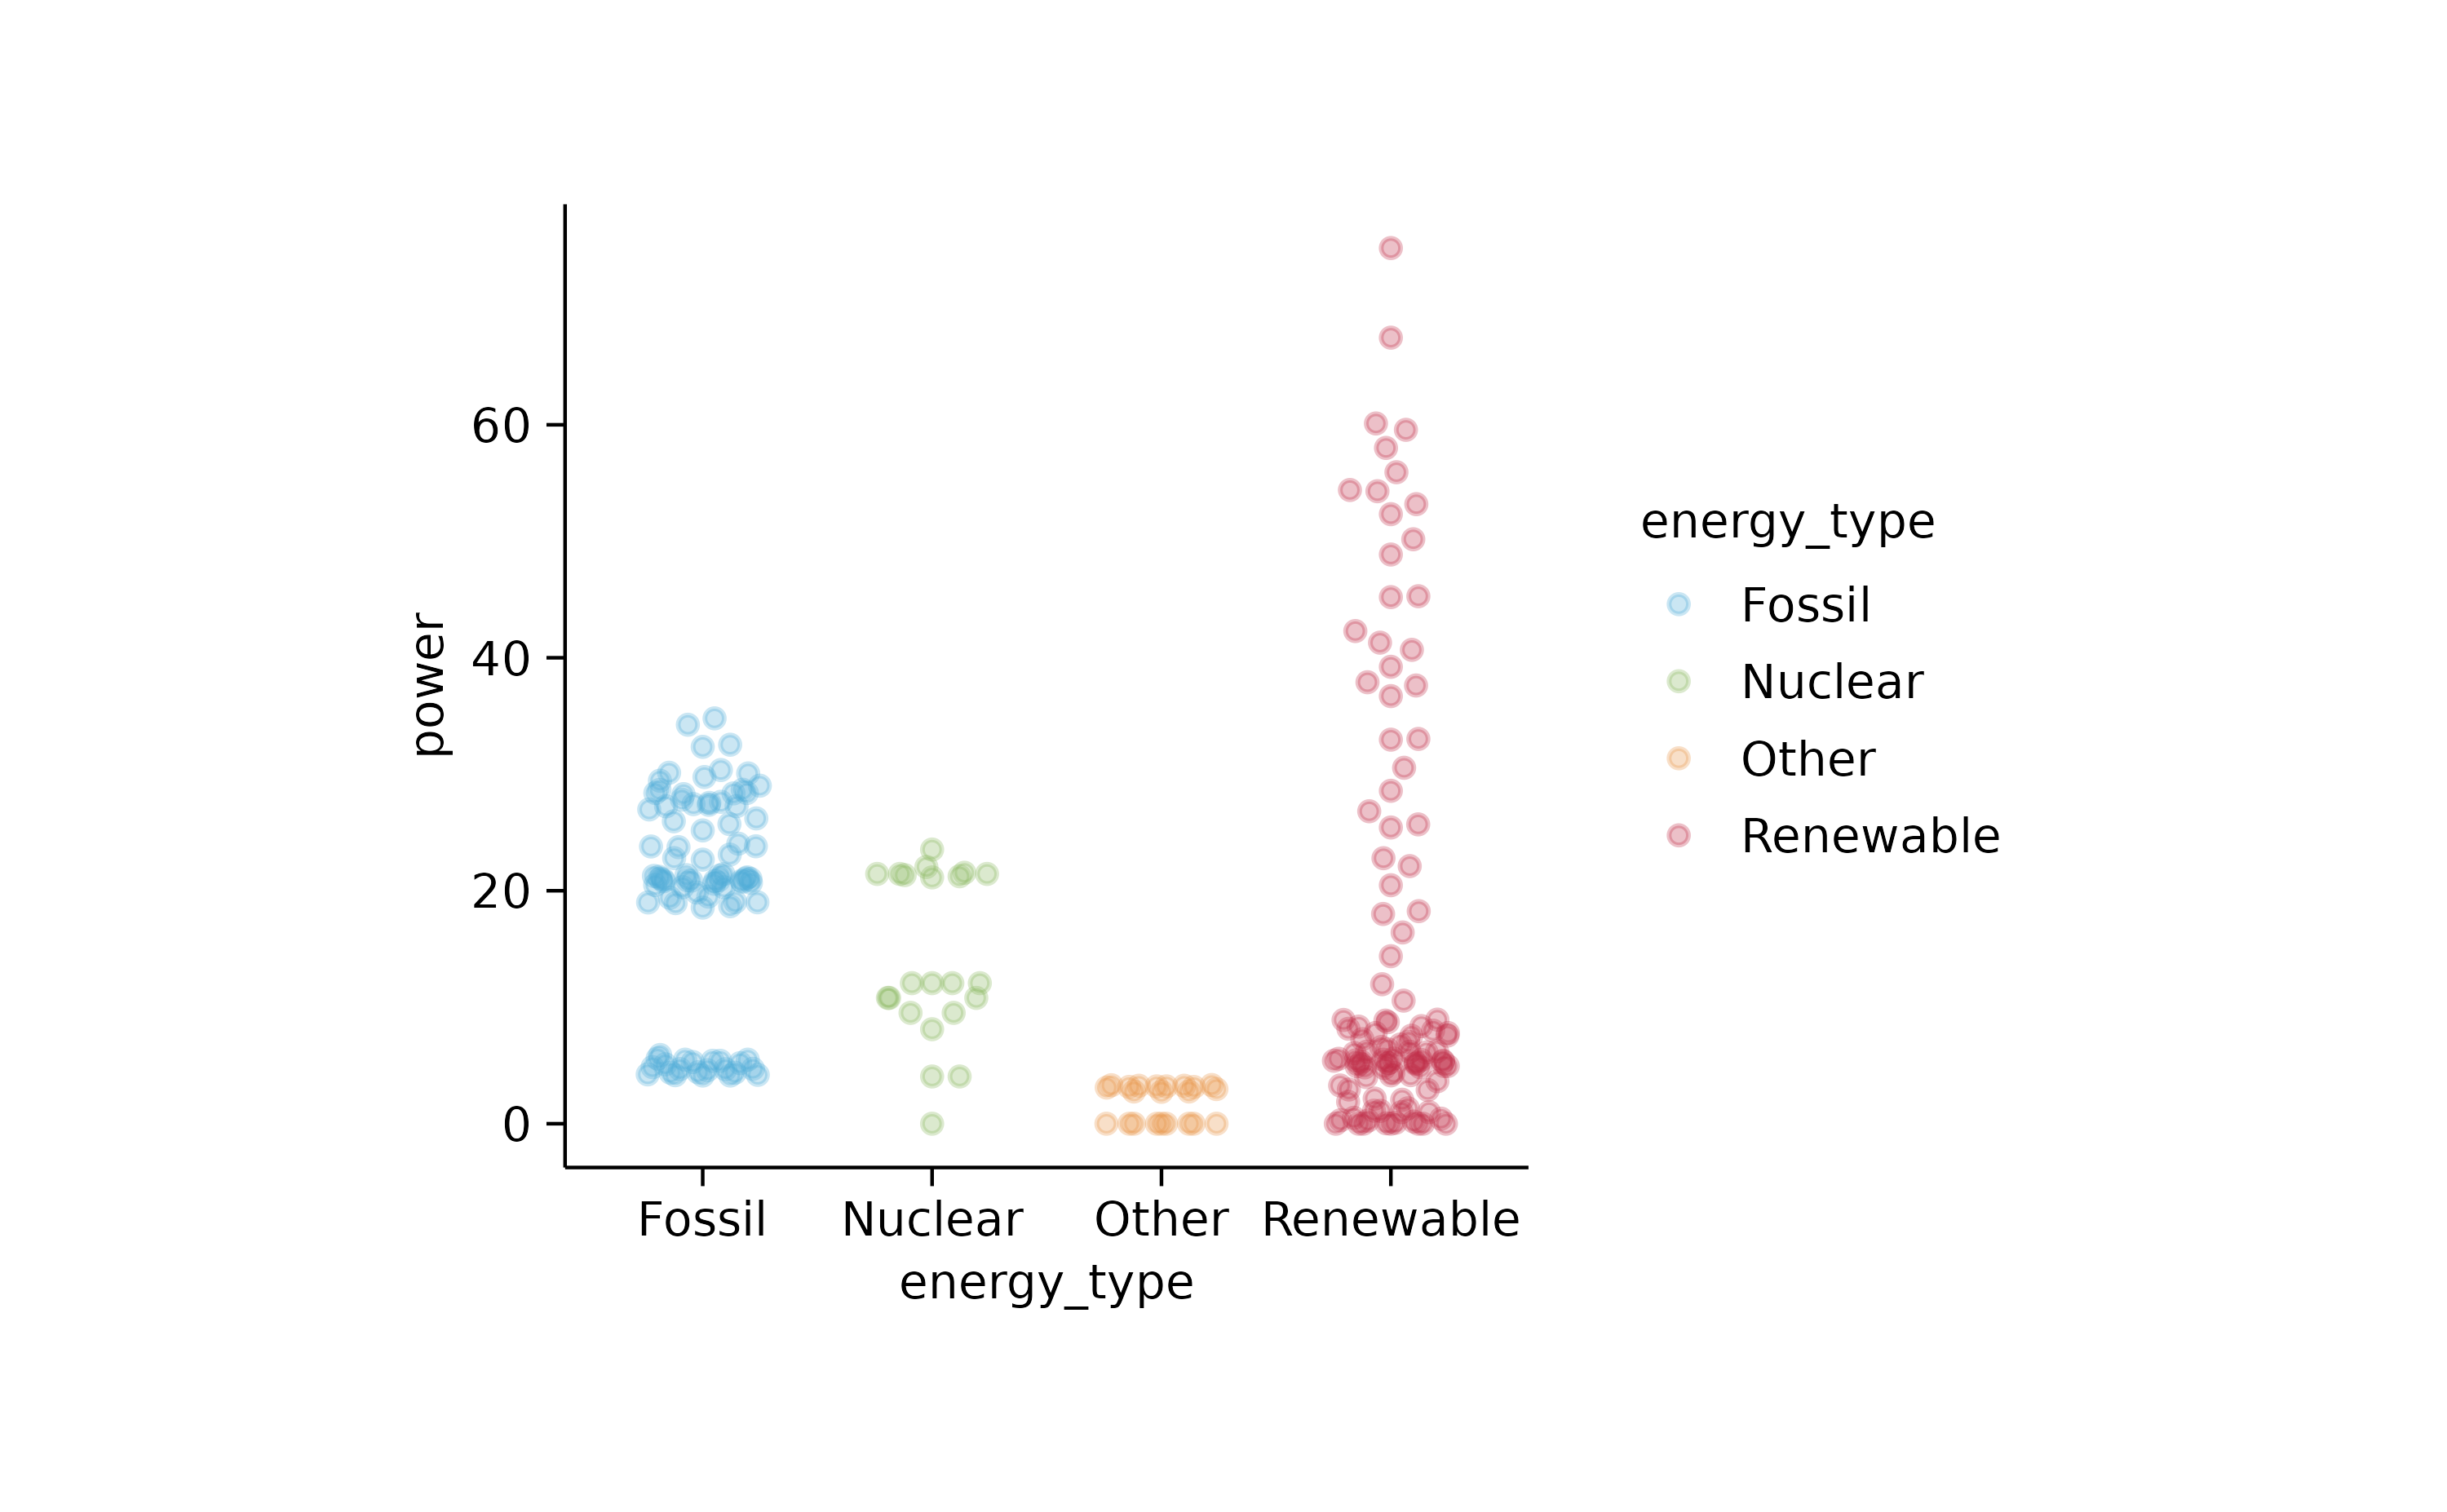 power
60
40
20
0
Fossil Nuclear Other Renewable
energy_type
energy_type
Fossil
Nuclear
Other
Renewable